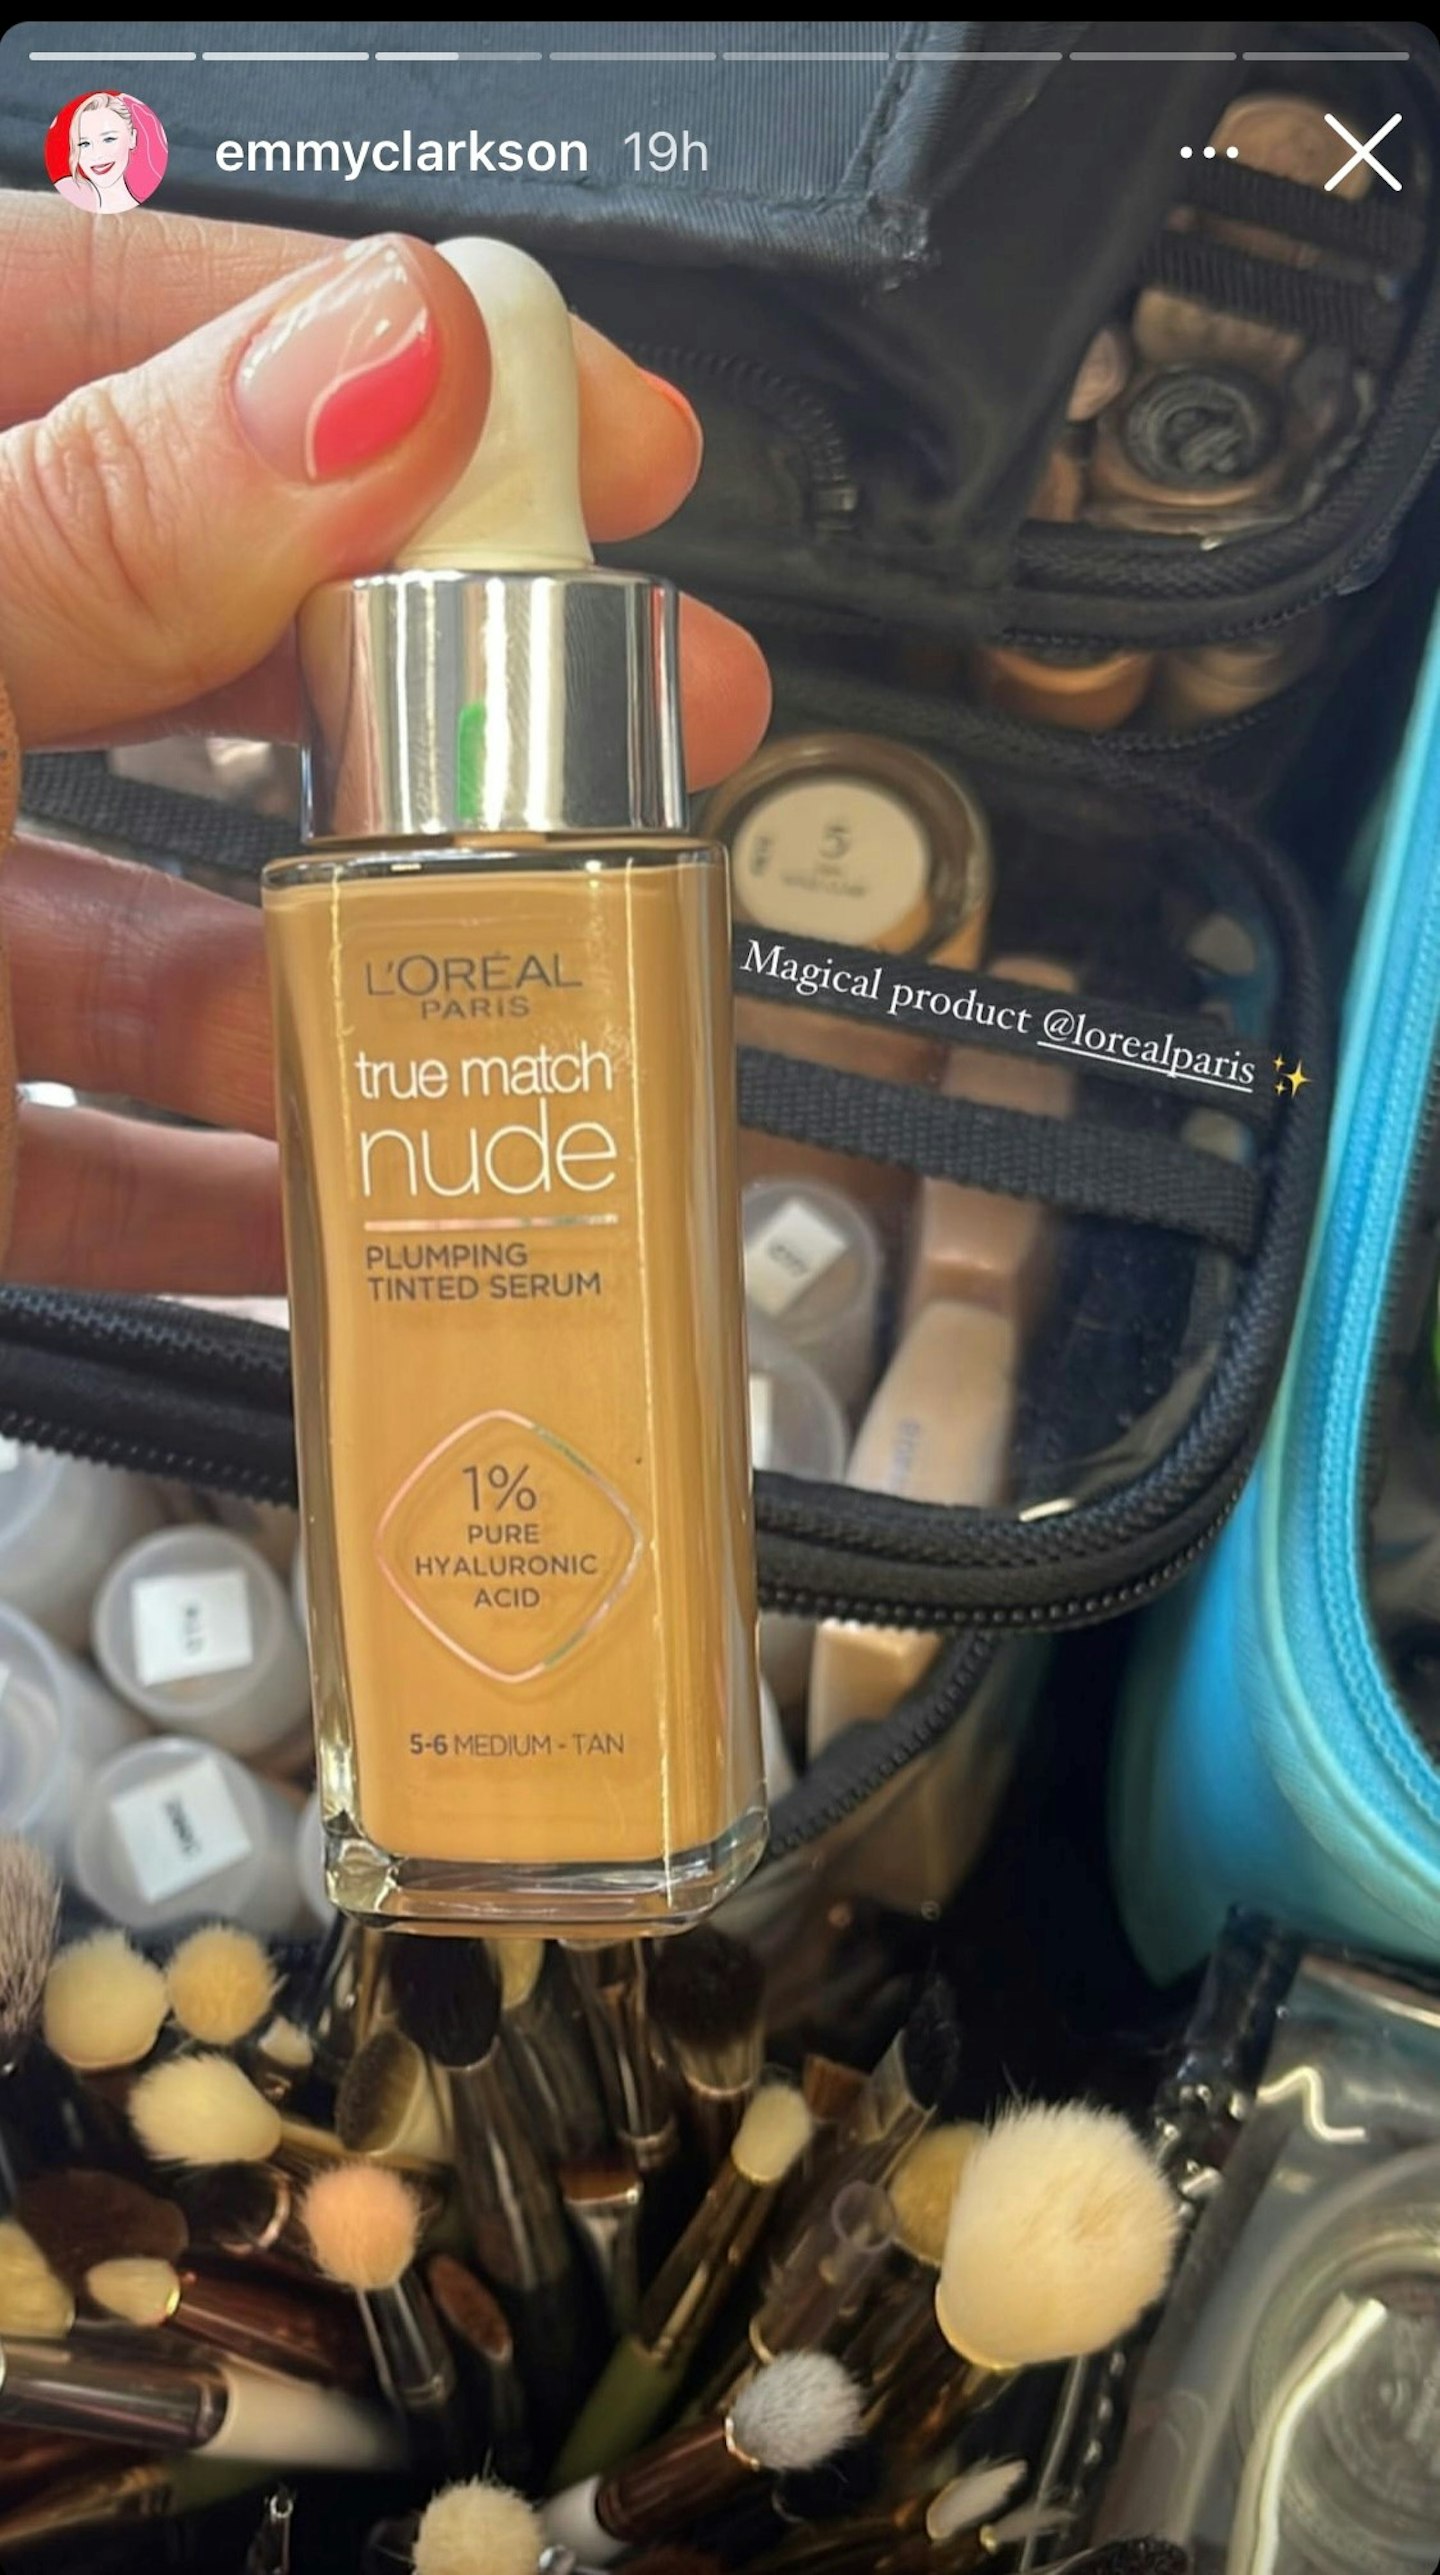 emmyclarkson 19h
5
L'ORÉAL
PARIS
Magical product @lorealparis ✨
true match
nude
PLUMPING
TINTED SERUM
1%
PURE
HYALURONIC
ACID
5-6 MEDIUM - TAN